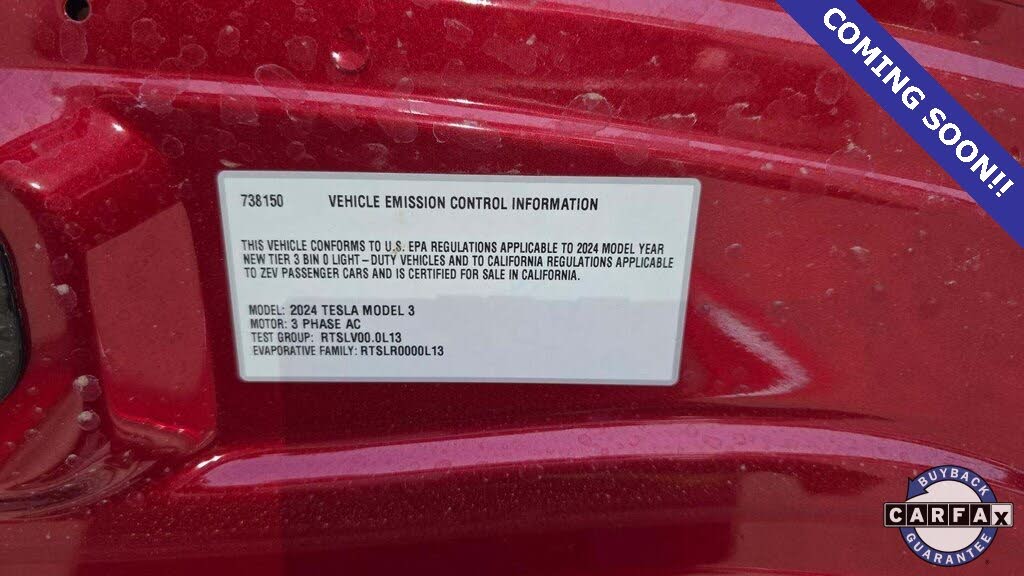 COMING SOON!!
738150 VEHICLE EMISSION CONTROL INFORMATION
THIS VEHICLE CONFORMS TO U.S. EPA REGULATIONS APPLICABLE TO 2024 MODEL YEAR
NEW TIER 3 BIN 0 LIGHT-DUTY VEHICLES AND TO CALIFORNIA REGULATIONS APPLICABLE
TO ZEV PASSENGER CARS AND IS CERTIFIED FOR SALE IN CALIFORNIA.
MODEL: 2024 TESLA MODEL 3
MOTOR: 3 PHASE AC
TEST GROUP: RTSLV00.0L13
EVAPORATIVE FAMILY: RTSLR0000L13
BUYBACK
CARFAX
GUARANTEE